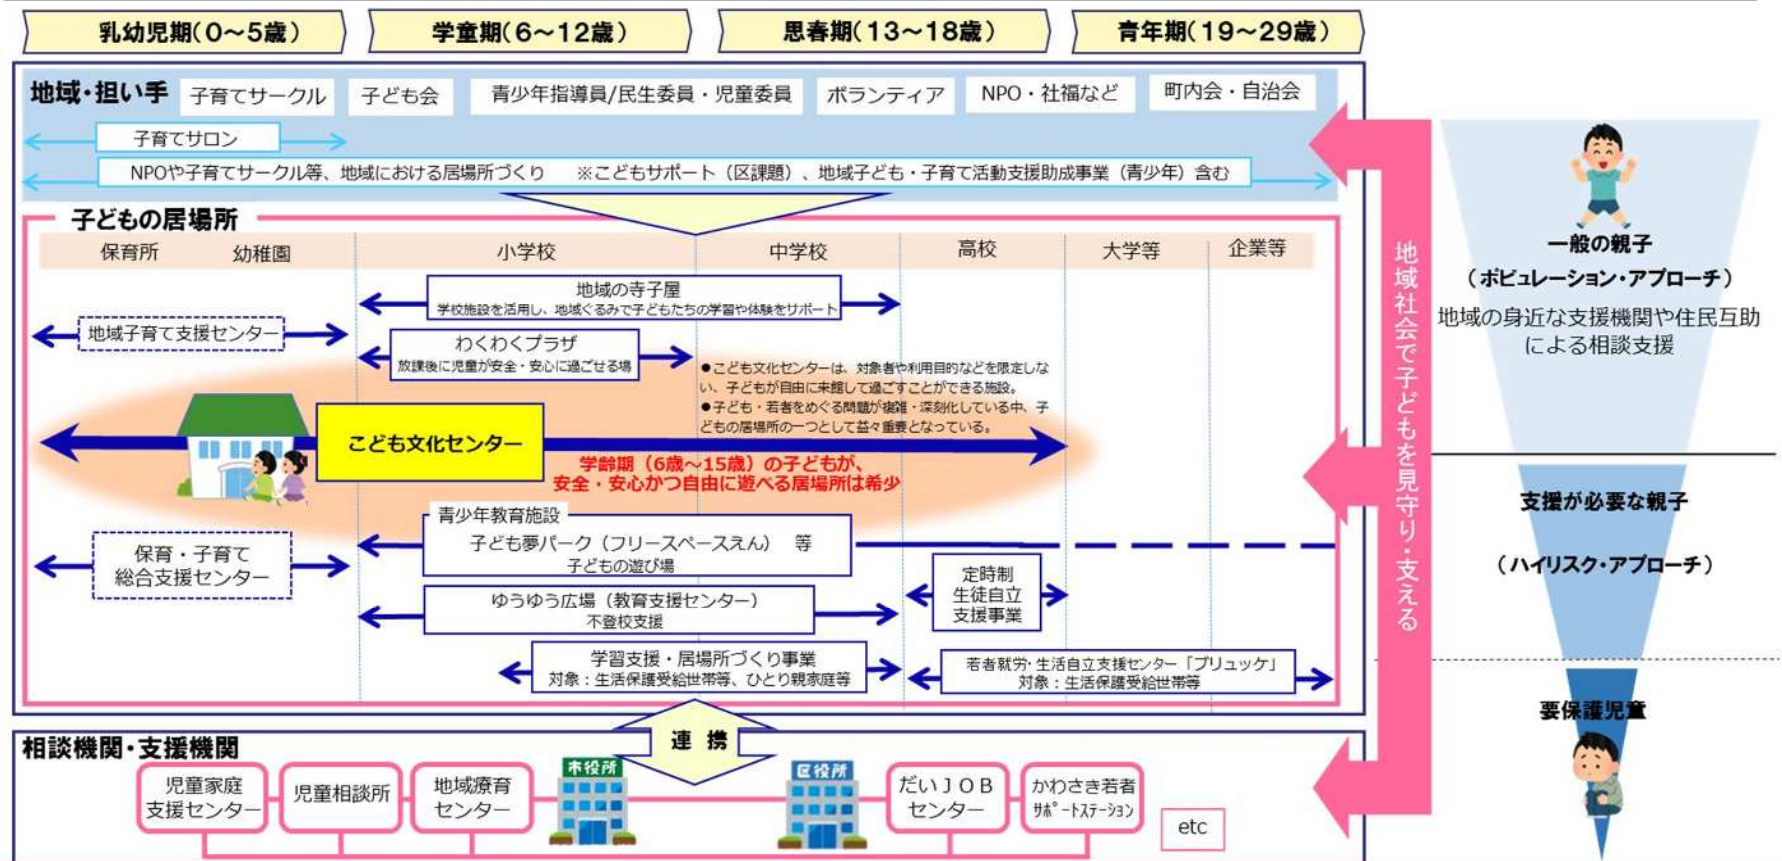 乳幼児期(0～5歳)
学童期(6～12歳)
思春期(13～18歳)
青年期(19～29歳)
地域・担い手
子育てサークル
子ども会
青少年指導員/民生委員・児童委員
ボランティア
NPO・社福など
町内会・自治会
子育てサロン
NPOや子育てサークル等、地域における居場所づくり ※こどもサポート（区課題）、地域子ども・子育て活動支援助成事業（青少年）含む
子どもの居場所
保育所
幼稚園
小学校
中学校
高校
大学等
企業等
地域の寺子屋
学校施設を活用し、地域ぐるみで子どもたちの学習や体験をサポート
地域子育て支援センター
わくわくプラザ
放課後に児童が安全・安心に過ごせる場
●こども文化センターは、対象者や利用目的などを限定しな
い、子どもが自由に来館して過ごすことができる施設。
●子ども・若者をめぐる問題が複雑・深刻化している中、子
どもの居場所の一つとして益々重要となっている。
こども文化センター
学齢期（6歳～15歳）の子どもが、
安全・安心かつ自由に遊べる居場所は希少
青少年教育施設
子ども夢パーク（フリースペースえん） 等
子どもの遊び場
保育・子育て
総合支援センター
定時制
生徒自立
支援事業
ゆうゆう広場（教育支援センター）
不登校支援
学習支援・居場所づくり事業
対象：生活保護受給世帯等、ひとり親家庭等
若者就労・生活自立支援センター「ブリュッケ」
対象：生活保護受給世帯等
連 携
相談機関・支援機関
児童家庭
支援センター
児童相談所
地域療育
センター
市役所
区役所
だいＪＯＢ
センター
かわさき若者
ｻﾎﾟｰﾄｽﾃｰｼｮﾝ
etc
地域社会で子どもを見守り・支える
一般の親子
（ポピュレーション・アプローチ）
地域の身近な支援機関や住民互助
による相談支援
支援が必要な親子
（ハイリスク・アプローチ）
要保護児童